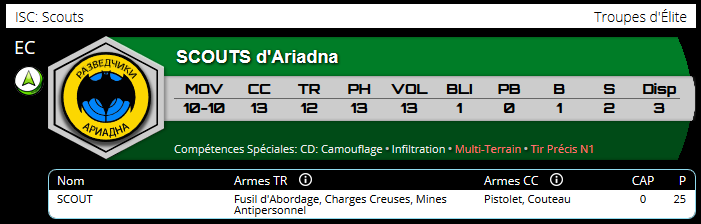 ISC: Scouts Troupes d'Élite
EC
SCOUTS d'Ariadna
РАЗВЕДЧИКИ
АРИАДНА
MOV CC TR PH VOL BLI PB B S Disp
10-10 13 12 13 13 1 0 1 2 3
Compétences Spéciales: CD: Camouflage • Infiltration • Multi-Terrain • Tir Précis N1
Nom Armes TR Armes CC CAP P
SCOUT Fusil d'Abordage, Charges Creuses, Mines Pistolet, Couteau 0 25
Antipersonnel